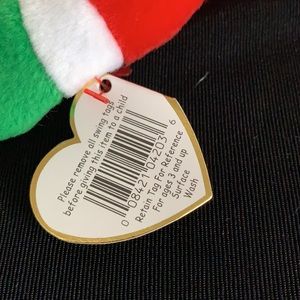 Please remove all swing tags
before giving this item to a child
0 08421 04203 6
Retain Tag For Reference
For ages 3 and up
Surface
Wash